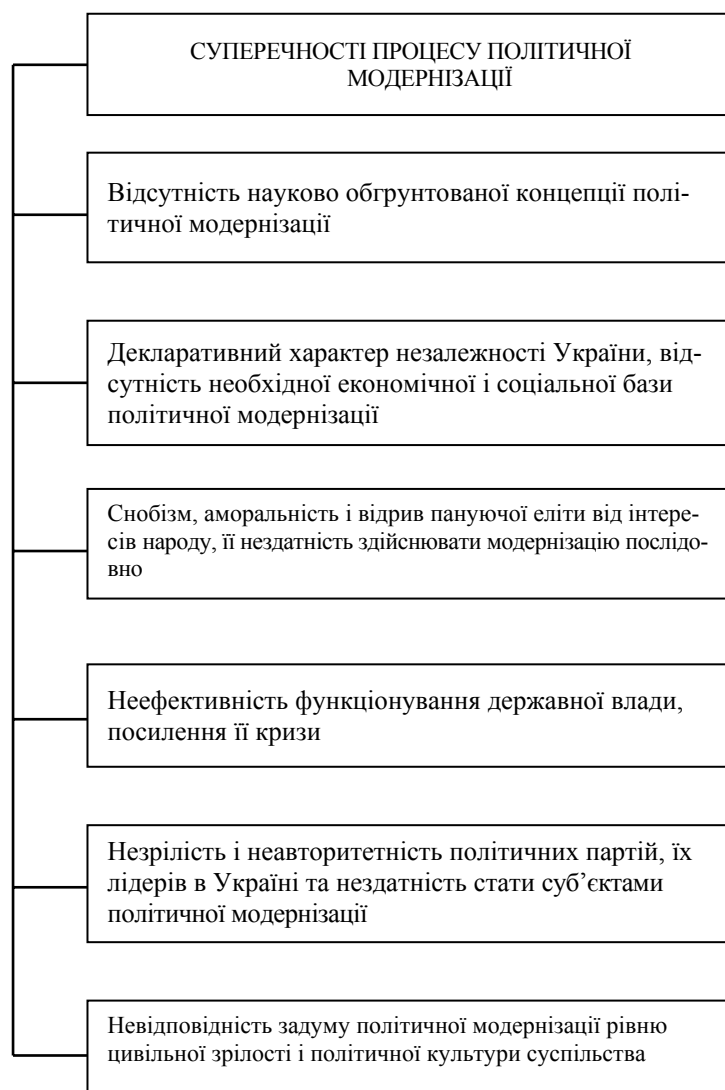 СУПЕРЕЧНОСТІ ПРОЦЕСУ ПОЛІТИЧНОЇ
МОДЕРНІЗАЦІЇ
Відсутність науково обгрунтованої концепції полі-
тичної модернізації
Декларативний характер незалежності України, від-
сутність необхідної економічної і соціальної бази
політичної модернізації
Снобізм, аморальність і відрив пануючої еліти від інтере-
сів народу, її нездатність здійснювати модернізацію послідо-
вно
Неефективність функціонування державної влади,
посилення її кризи
Незрілість і неавторитетність політичних партій, їх
лідерів в Україні та нездатність стати суб’єктами
політичної модернізації
Невідповідність задуму політичної модернізації рівню
цивільної зрілості і політичної культури суспільства